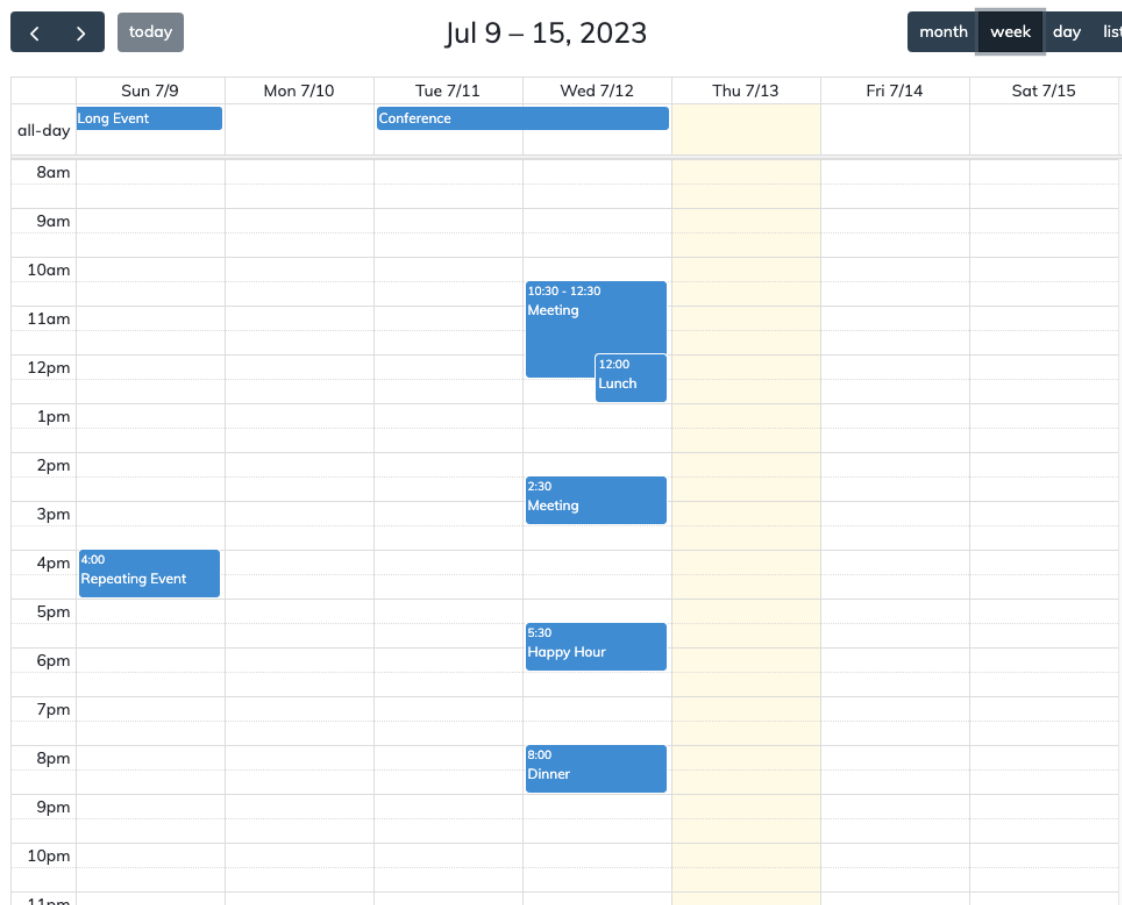 today
Jul 9 – 15, 2023
month week day
Sun 7/9 Mon 7/10 Tue 7/11 Wed 7/12 Thu 7/13 Fri 7/14 Sat 7/15
all-day
Long Event
Conference
8am
9am
10am
10:30 - 12:30
Meeting
11am
12pm
12:00
Lunch
1pm
2pm
2:30
Meeting
3pm
4pm
4:00
Repeating Event
5pm
5:30
Happy Hour
6pm
7pm
8pm
8:00
Dinner
9pm
10pm
11pm